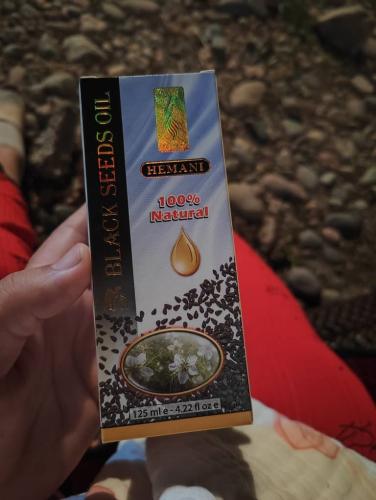 BLACK SEEDS OIL
HEMANI
100%
Natural
125 ml e - 4.22 fl oz e